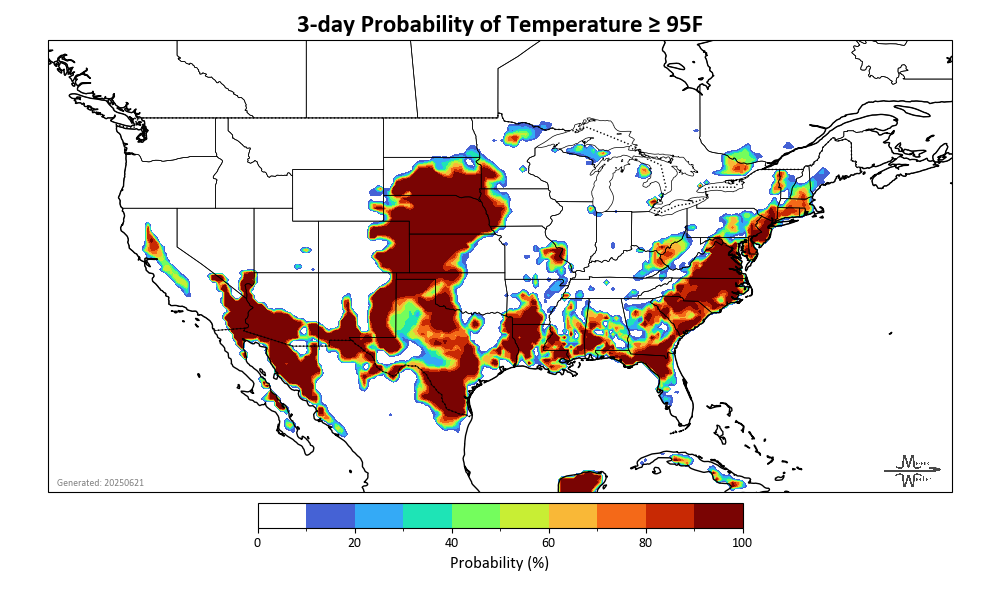 3-day Probability of Temperature ≥ 95F
Generated: 20250621
M
W
0 20 40 60 80 100
Probability (%)